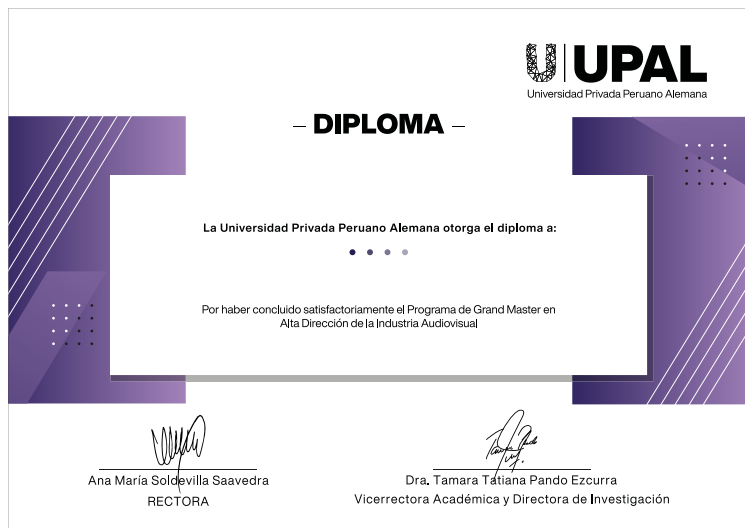 UPAL
Universidad Privada Peruano Alemana
– DIPLOMA –
La Universidad Privada Peruano Alemana otorga el diploma a:
Por haber concluido satisfactoriamente el Programa de Grand Master en
Alta Dirección de la Industria Audiovisual
Ana María Soldevilla Saavedra
RECTORA
Dra. Tamara Tatiana Pando Ezcurra
Vicerrectora Académica y Directora de Investigación